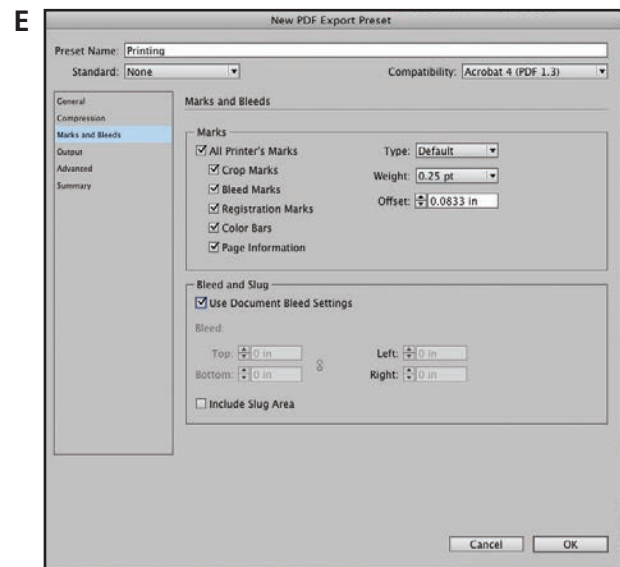 E
New PDF Export Preset
Preset Name: Printing
Standard: None Compatibility: Acrobat 4 (PDF 1.3)
General
Compression
Marks and Bleeds
Output
Advanced
Summary
Marks and Bleeds
Marks
All Printer's Marks
Crop Marks
Bleed Marks
Registration Marks
Color Bars
Page Information
Type: Default
Weight: 0.25 pt
Offset: 0.0833 in
Bleed and Slug
Use Document Bleed Settings
Bleed:
Top: 0 in Left: 0 in
Bottom: 0 in Right: 0 in
Include Slug Area
Cancel OK